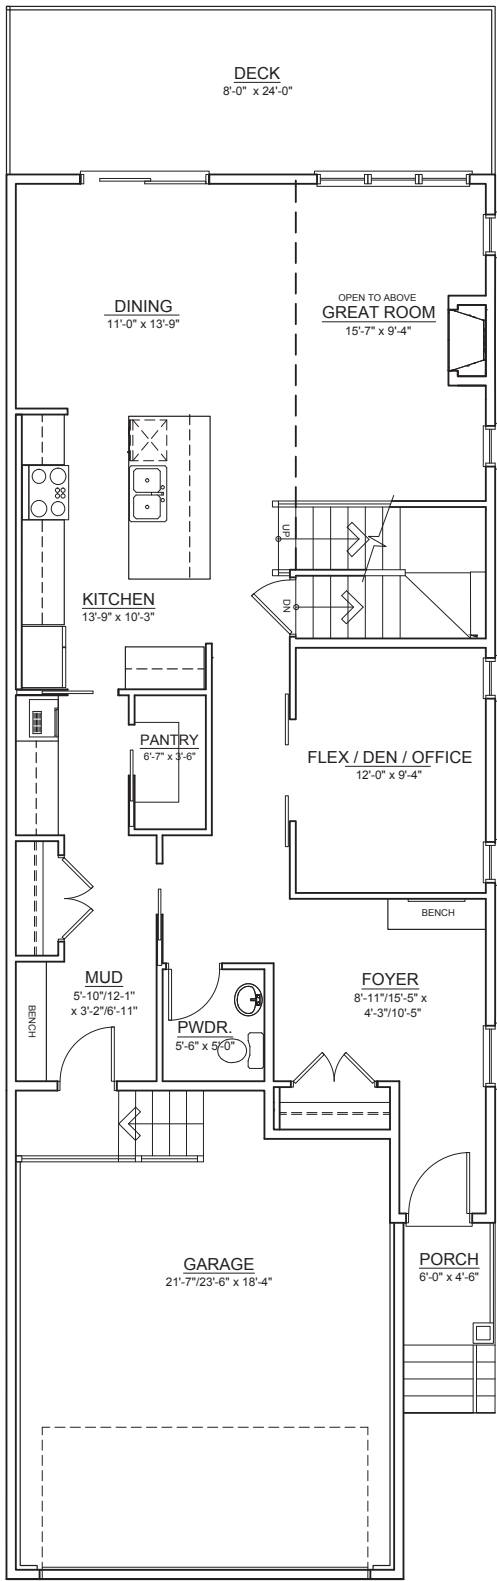 DECK
8'-0" x 24'-0"
DINING
11'-0" x 13'-9"
OPEN TO ABOVE
GREAT ROOM
15'-7" x 9'-4"
UP
DN
KITCHEN
13'-9" x 10'-3"
PANTRY
6'-7" x 3'-6"
FLEX / DEN / OFFICE
12'-0" x 9'-4"
BENCH
MUD
5'-10"/12-1"
x 3'-2"/6'-11"
BENCH
FOYER
8'-11"/15'-5" x
4'-3"/10'-5"
PWDR.
5'-6" x 5'-0"
GARAGE
21'-7"/23'-6" x 18'-4"
PORCH
6'-0" x 4'-6"